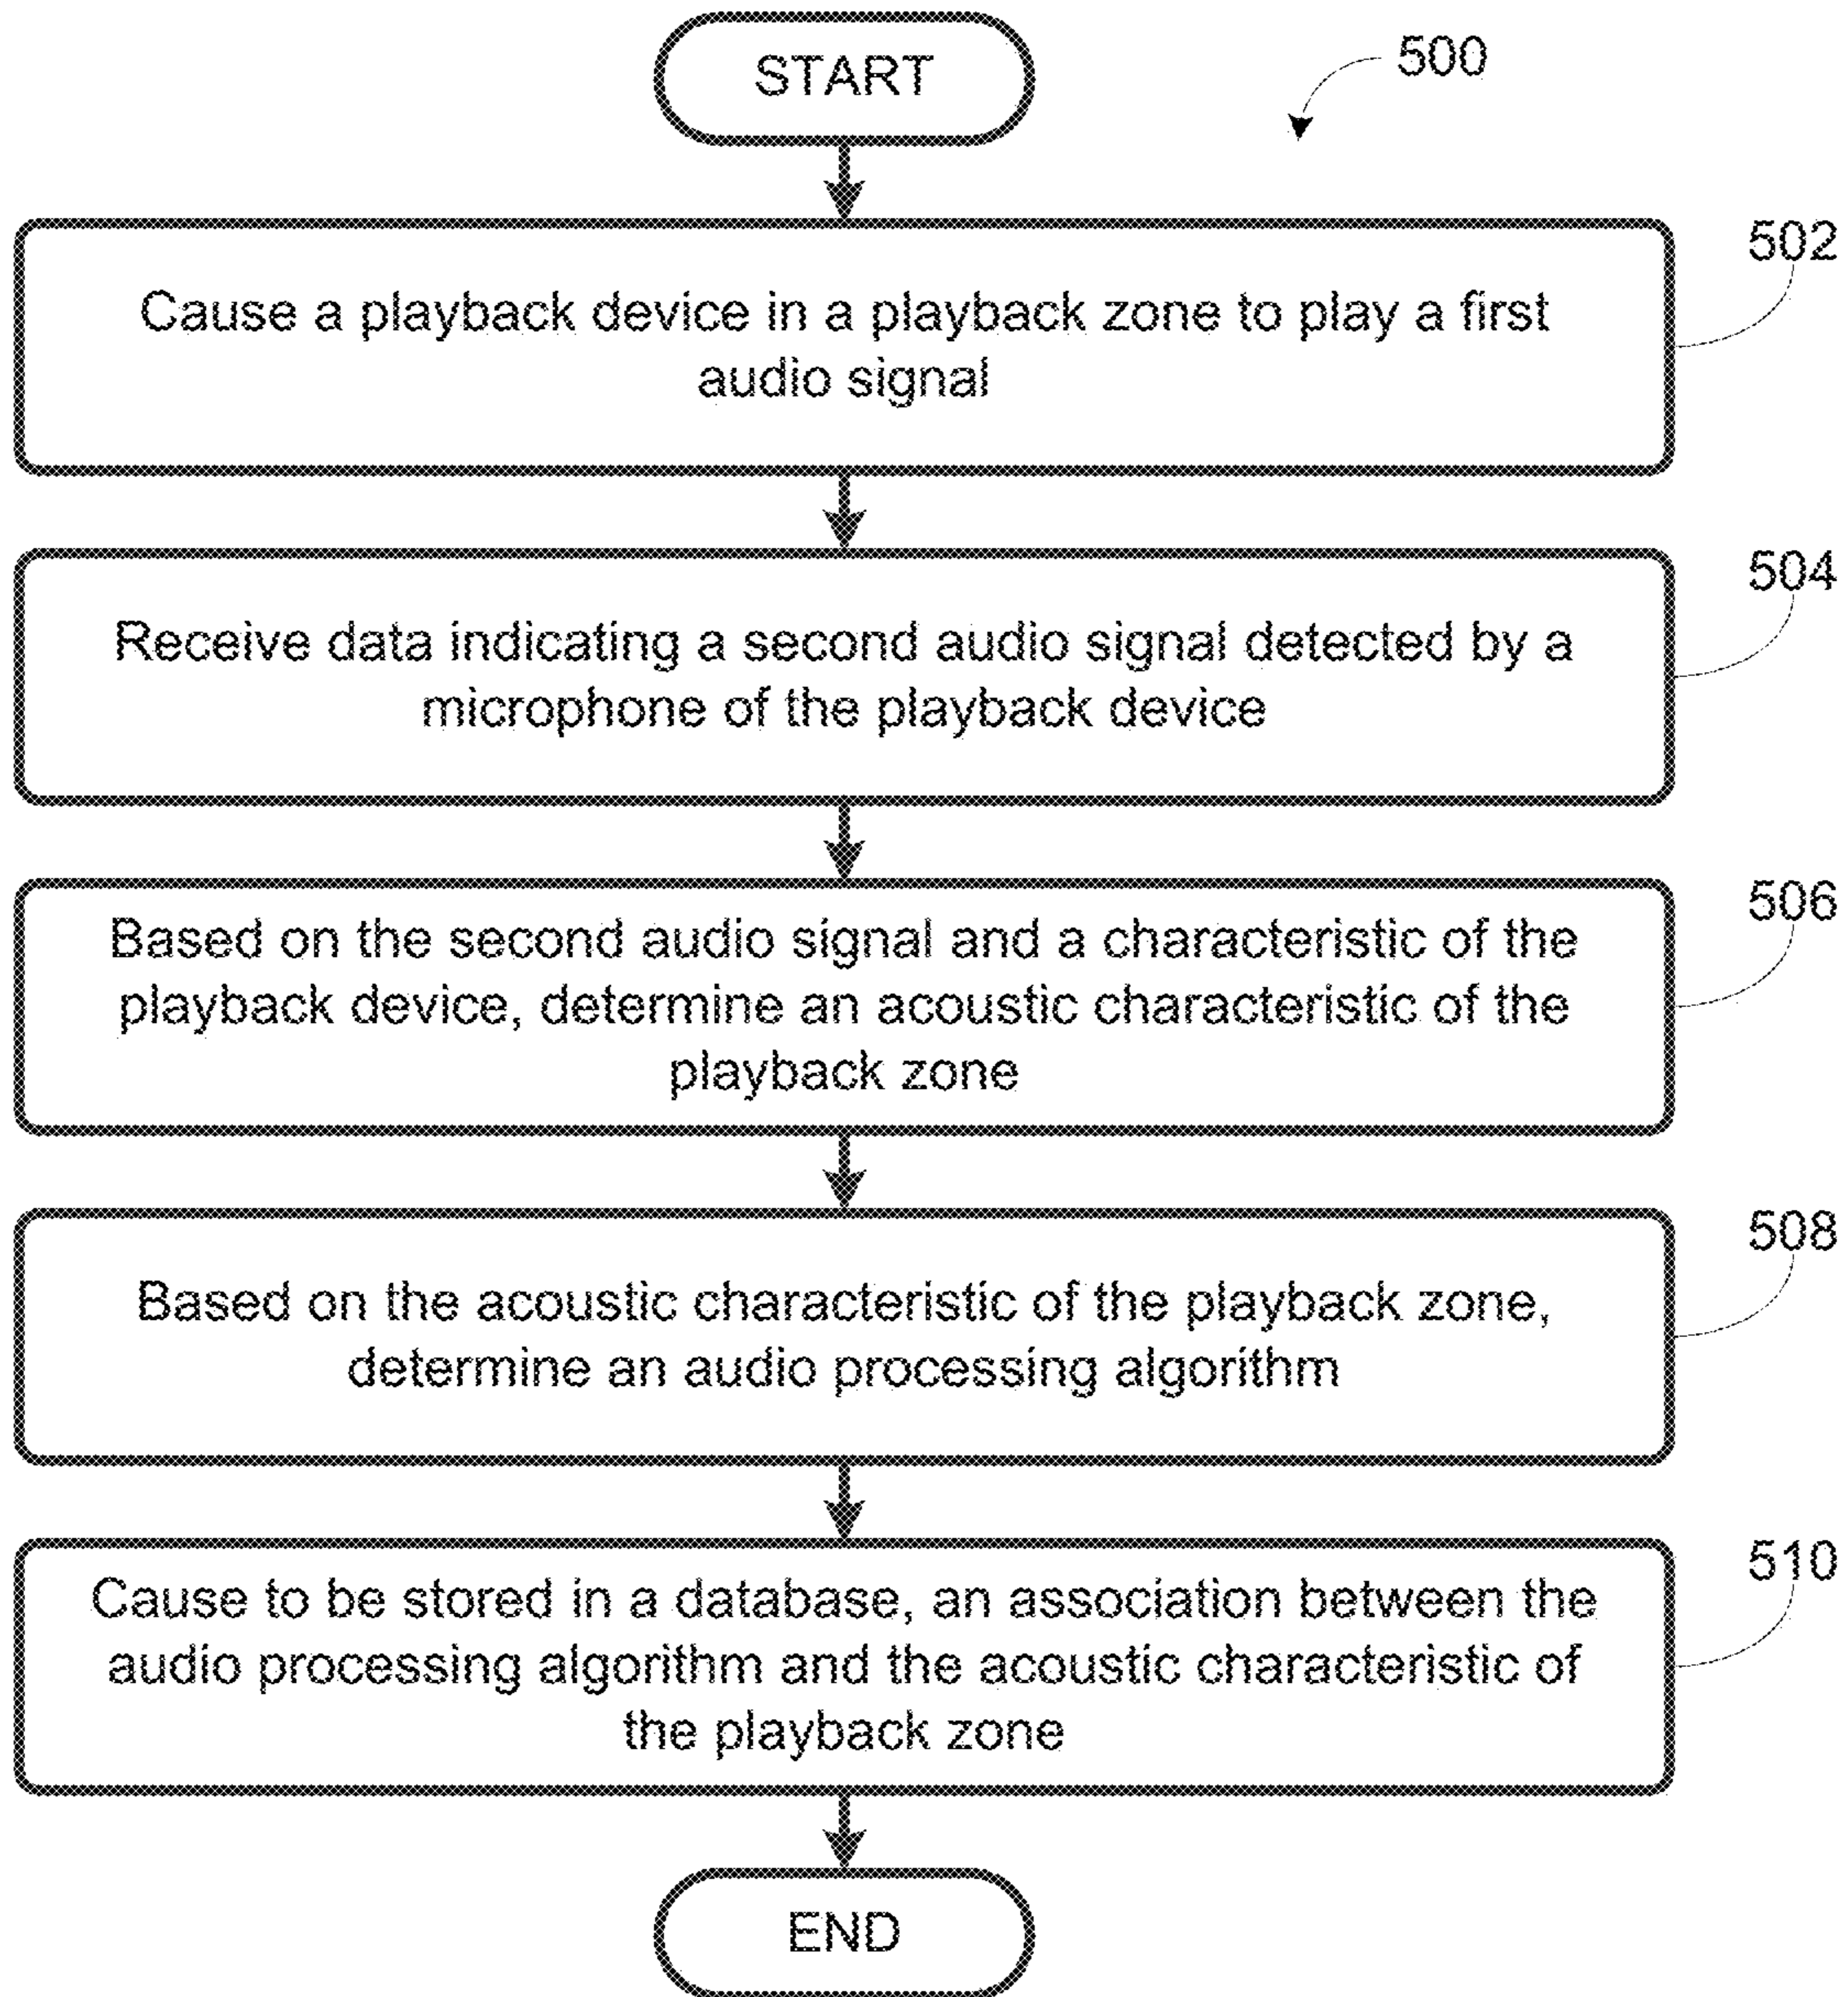 START
500
502
Cause a playback device in a playback zone to play a first
audio signal
504
Receive data indicating a second audio signal detected by a
microphone of the playback device
506
Based on the second audio signal and a characteristic of the
playback device, determine an acoustic characteristic of the
playback zone
508
Based on the acoustic characteristic of the playback zone,
determine an audio processing algorithm
510
Cause to be stored in a database, an association between the
audio processing algorithm and the acoustic characteristic of
the playback zone
END